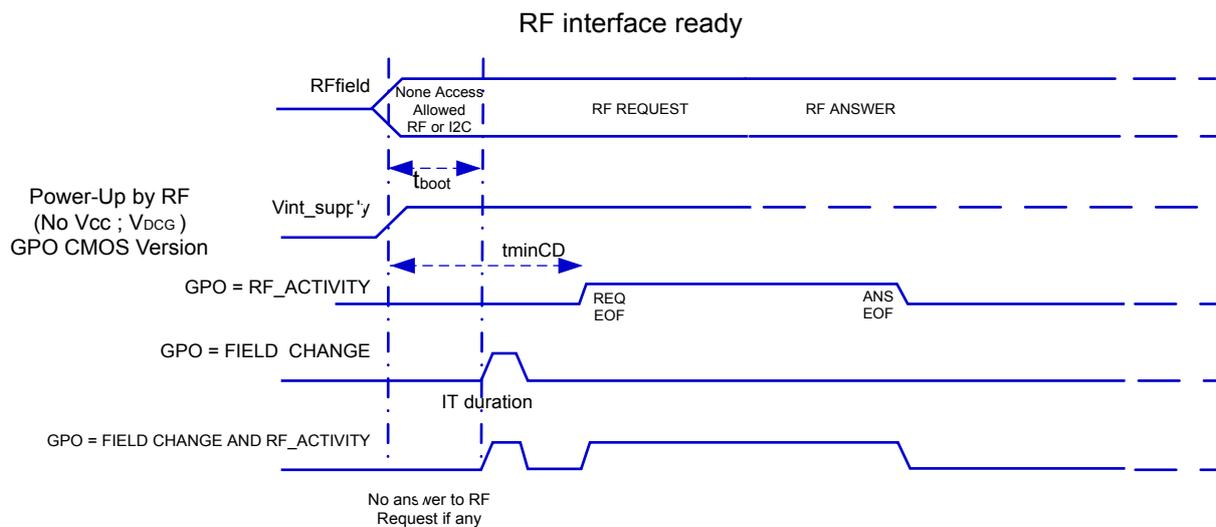 RF interface ready
RFfield
None Access
Allowed
RF or I2C
RF REQUEST
RF ANSWER
tboot
Power-Up by RF
(No Vcc ; VDCG )
GPO CMOS Version
Vint_supply
tminCD
GPO = RF_ACTIVITY
REQ
EOF
ANS
EOF
GPO = FIELD CHANGE
IT duration
GPO = FIELD CHANGE AND RF_ACTIVITY
No answer to RF
Request if any